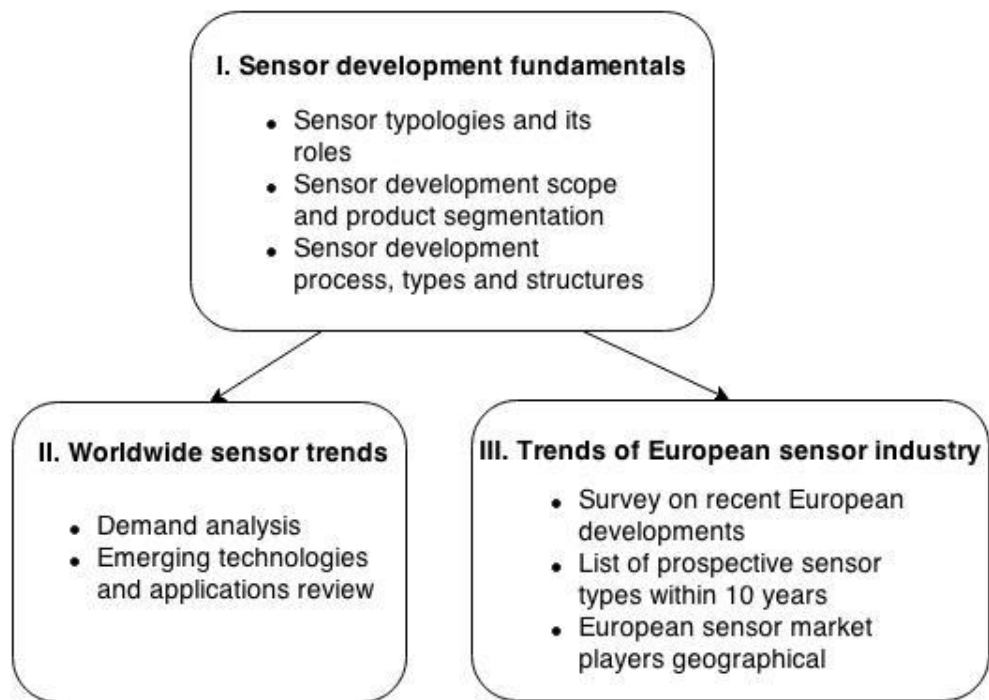 I. Sensor development fundamentals
• Sensor typologies and its
roles
• Sensor development scope
and product segmentation
• Sensor development
process, types and structures
II. Worldwide sensor trends
• Demand analysis
• Emerging technologies
and applications review
III. Trends of European sensor industry
• Survey on recent European
developments
• List of prospective sensor
types within 10 years
• European sensor market
players geographical